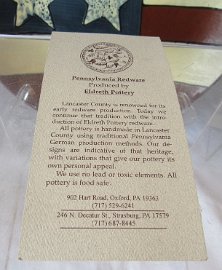 Pennsylvania Redware
Produced by
Eldreth Pottery
Lancaster County is renowned for its
early redware production. Today we
continue that tradition with the intro-
duction of Eldreth Pottery redware.
All pottery is handmade in Lancaster
County using traditional Pennsylvania
German production methods. Our de-
signs are indicative of that heritage,
with variations that give our pottery its
own personal appeal.
We use no lead or toxic elements. All
pottery is food safe.
902 Hart Road, Oxford, PA 19363
(717) 529-6241
246 N. Decatur St., Strasburg, PA 17579
(717) 687-8445